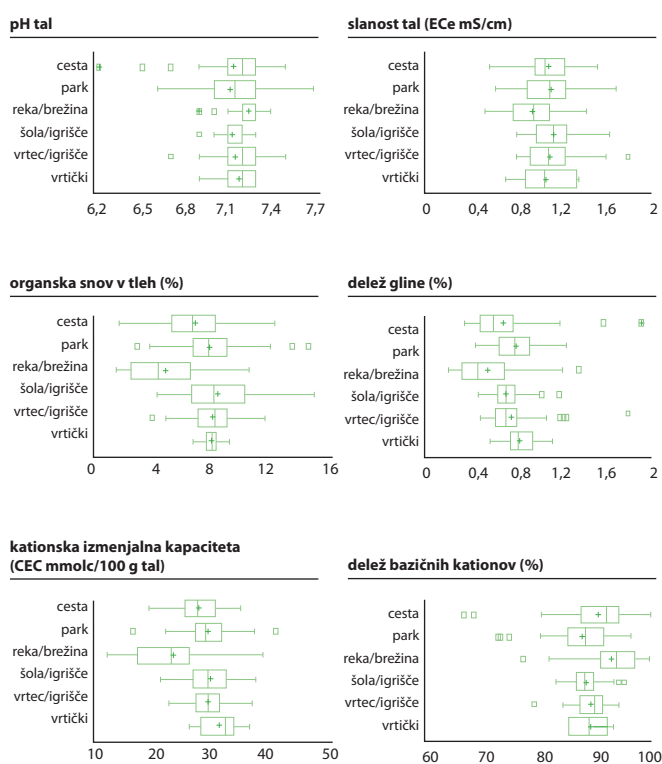 pH tal
cesta
park
reka/brežina
šola/igrišče
vrtec/igrišče
vrtički
6,2 6,5 6,8 7,1 7,4 7,7
slanost tal (ECe mS/cm)
cesta
park
reka/brežina
šola/igrišče
vrtec/igrišče
vrtički
0 0,4 0,8 1,2 1,6 2
organska snov v tleh (%)
cesta
park
reka/brežina
šola/igrišče
vrtec/igrišče
vrtički
0 4 8 12 16
delež gline (%)
cesta
park
reka/brežina
šola/igrišče
vrtec/igrišče
vrtički
0 0,4 0,8 1,2 1,6 2
kationska izmenjalna kapaciteta
(CEC mmolc/100 g tal)
cesta
park
reka/brežina
šola/igrišče
vrtec/igrišče
vrtički
10 20 30 40 50
delež bazičnih kationov (%)
cesta
park
reka/brežina
šola/igrišče
vrtec/igrišče
vrtički
60 70 80 90 100